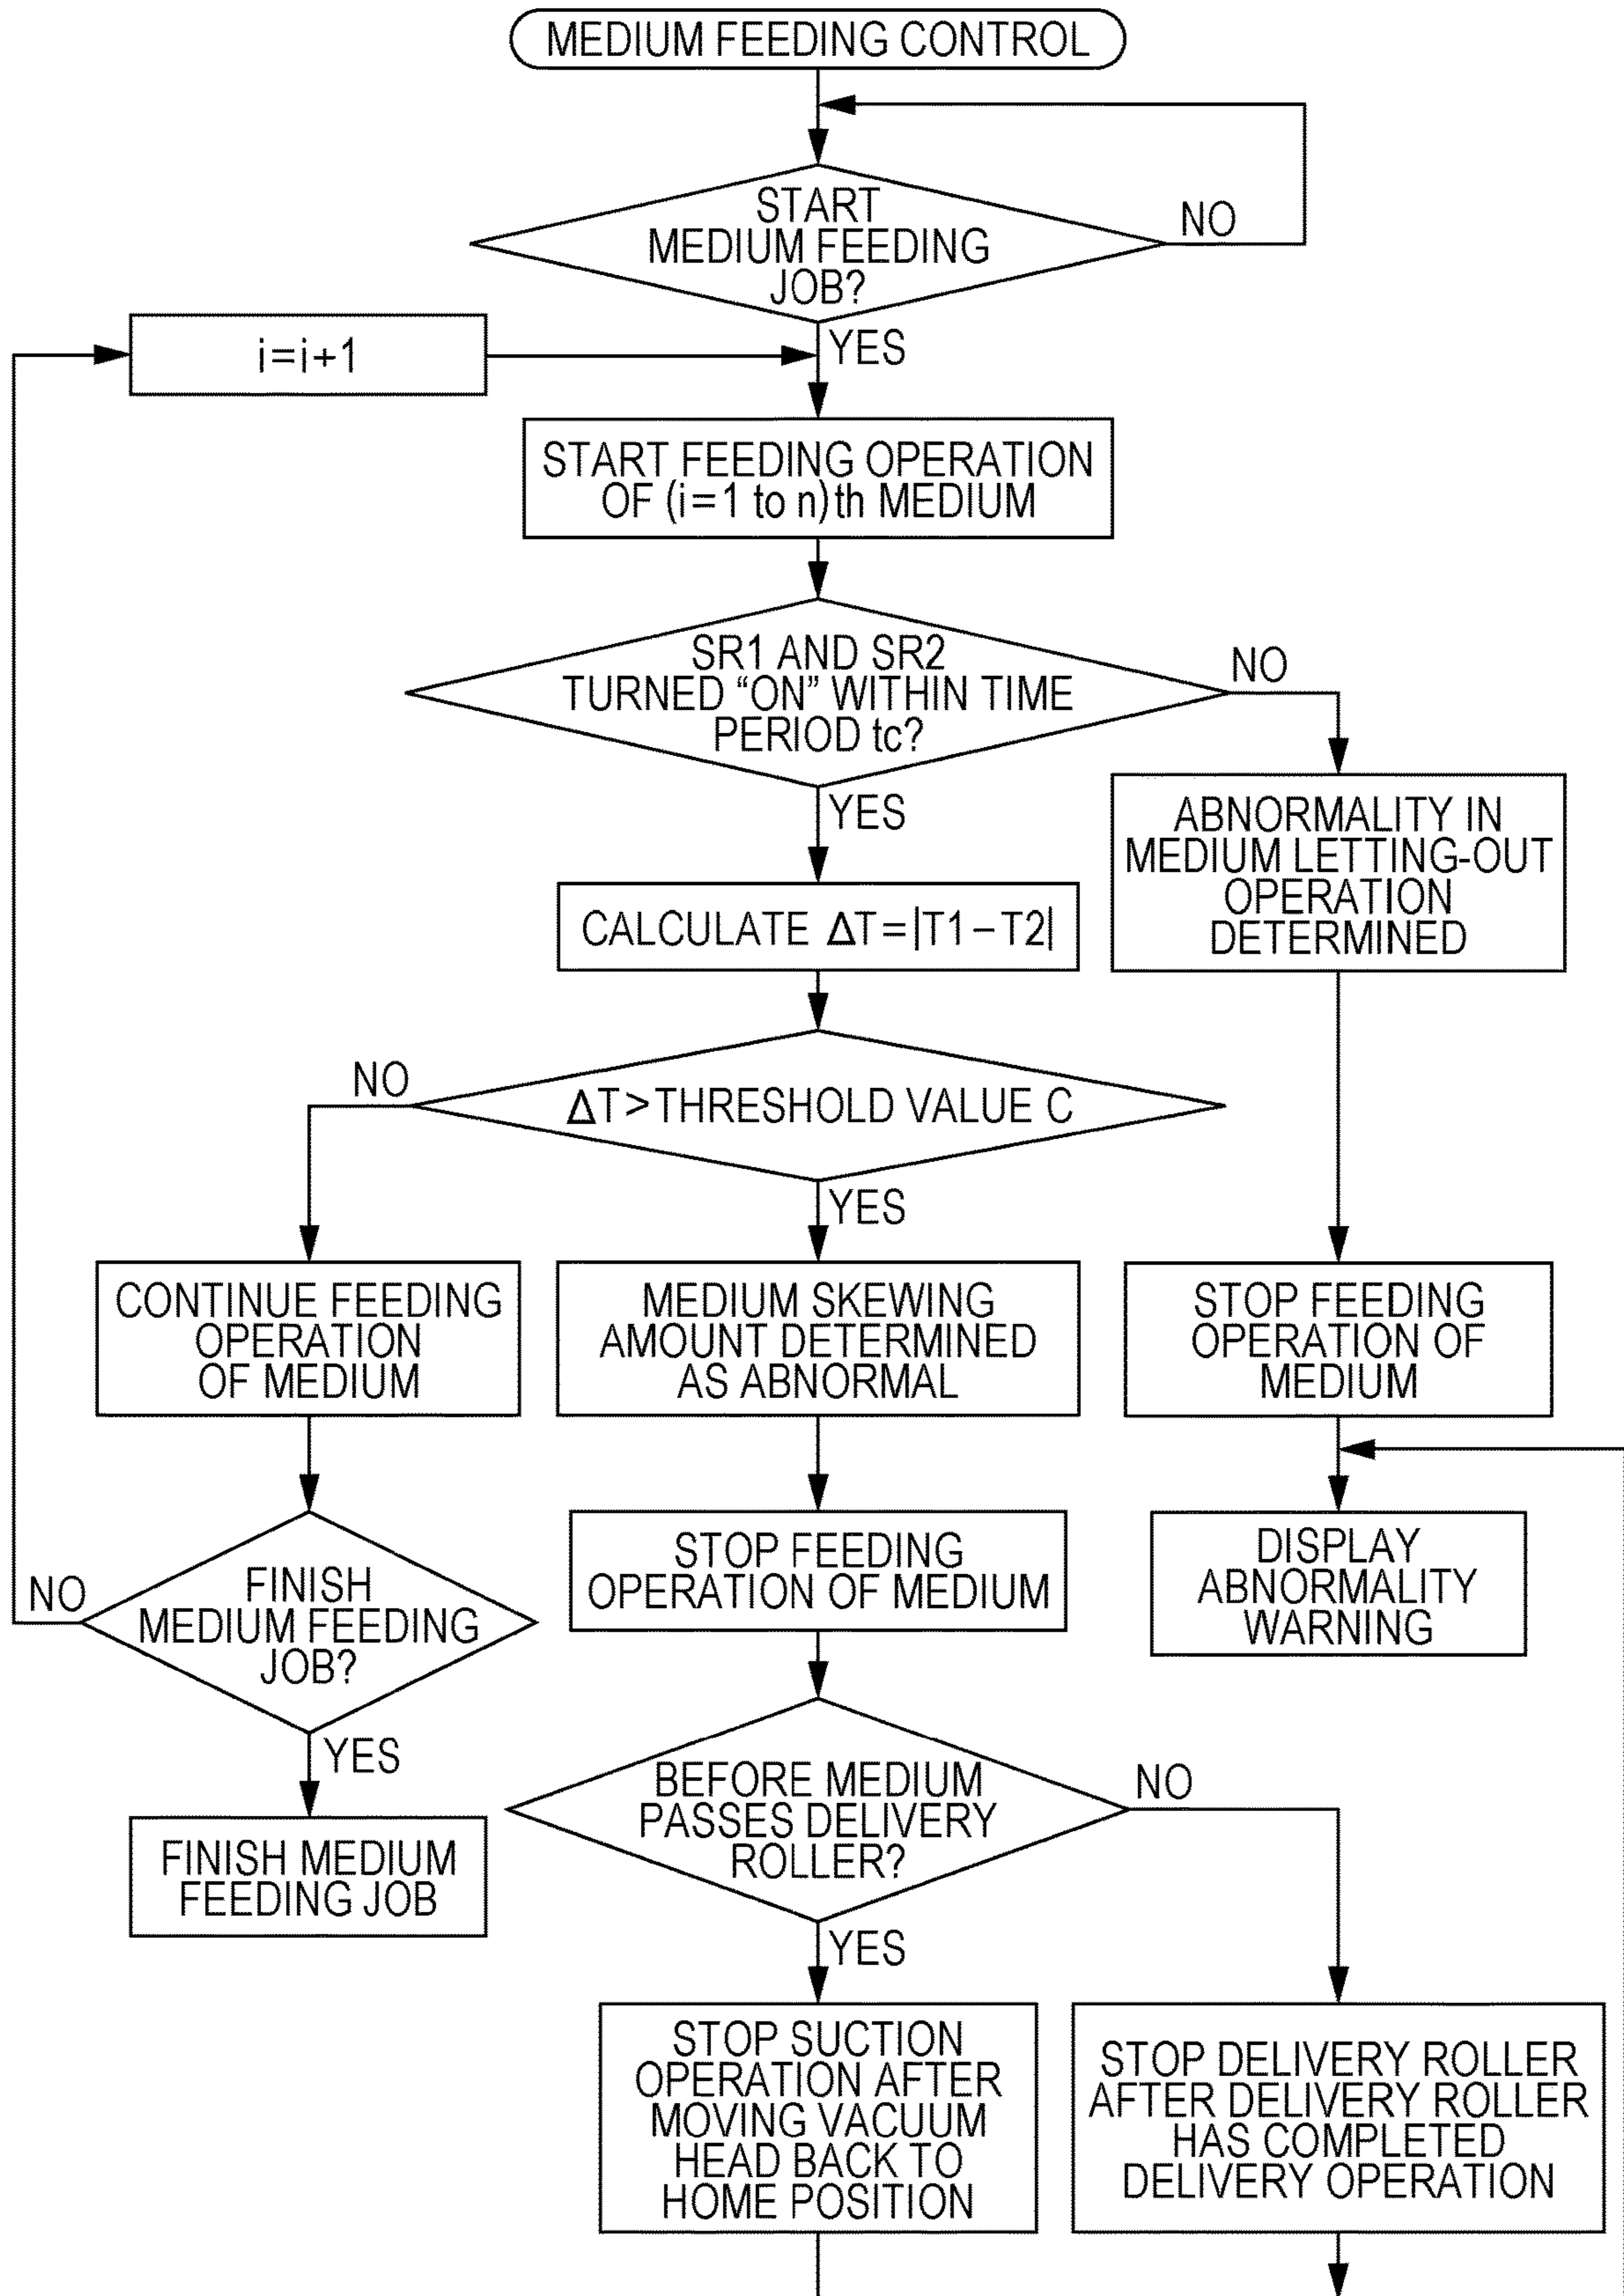 MEDIUM FEEDING CONTROL
START
MEDIUM FEEDING
JOB?
NO
YES
i=i+1
START FEEDING OPERATION
OF (i=1 to n)th MEDIUM
SR1 AND SR2
TURNED “ON” WITHIN TIME
PERIOD tc?
NO
YES
ABNORMALITY IN
MEDIUM LETTING-OUT
OPERATION
DETERMINED
CALCULATE ΔT=|T1−T2|
ΔT>THRESHOLD VALUE C
NO
YES
CONTINUE FEEDING
OPERATION
OF MEDIUM
MEDIUM SKEWING
AMOUNT DETERMINED
AS ABNORMAL
STOP FEEDING
OPERATION OF
MEDIUM
STOP FEEDING
OPERATION OF MEDIUM
DISPLAY
ABNORMALITY
WARNING
FINISH
MEDIUM FEEDING
JOB?
NO
YES
FINISH MEDIUM
FEEDING JOB
BEFORE MEDIUM
PASSES DELIVERY
ROLLER?
NO
YES
STOP SUCTION
OPERATION AFTER
MOVING VACUUM
HEAD BACK TO
HOME POSITION
STOP DELIVERY ROLLER
AFTER DELIVERY ROLLER
HAS COMPLETED
DELIVERY OPERATION